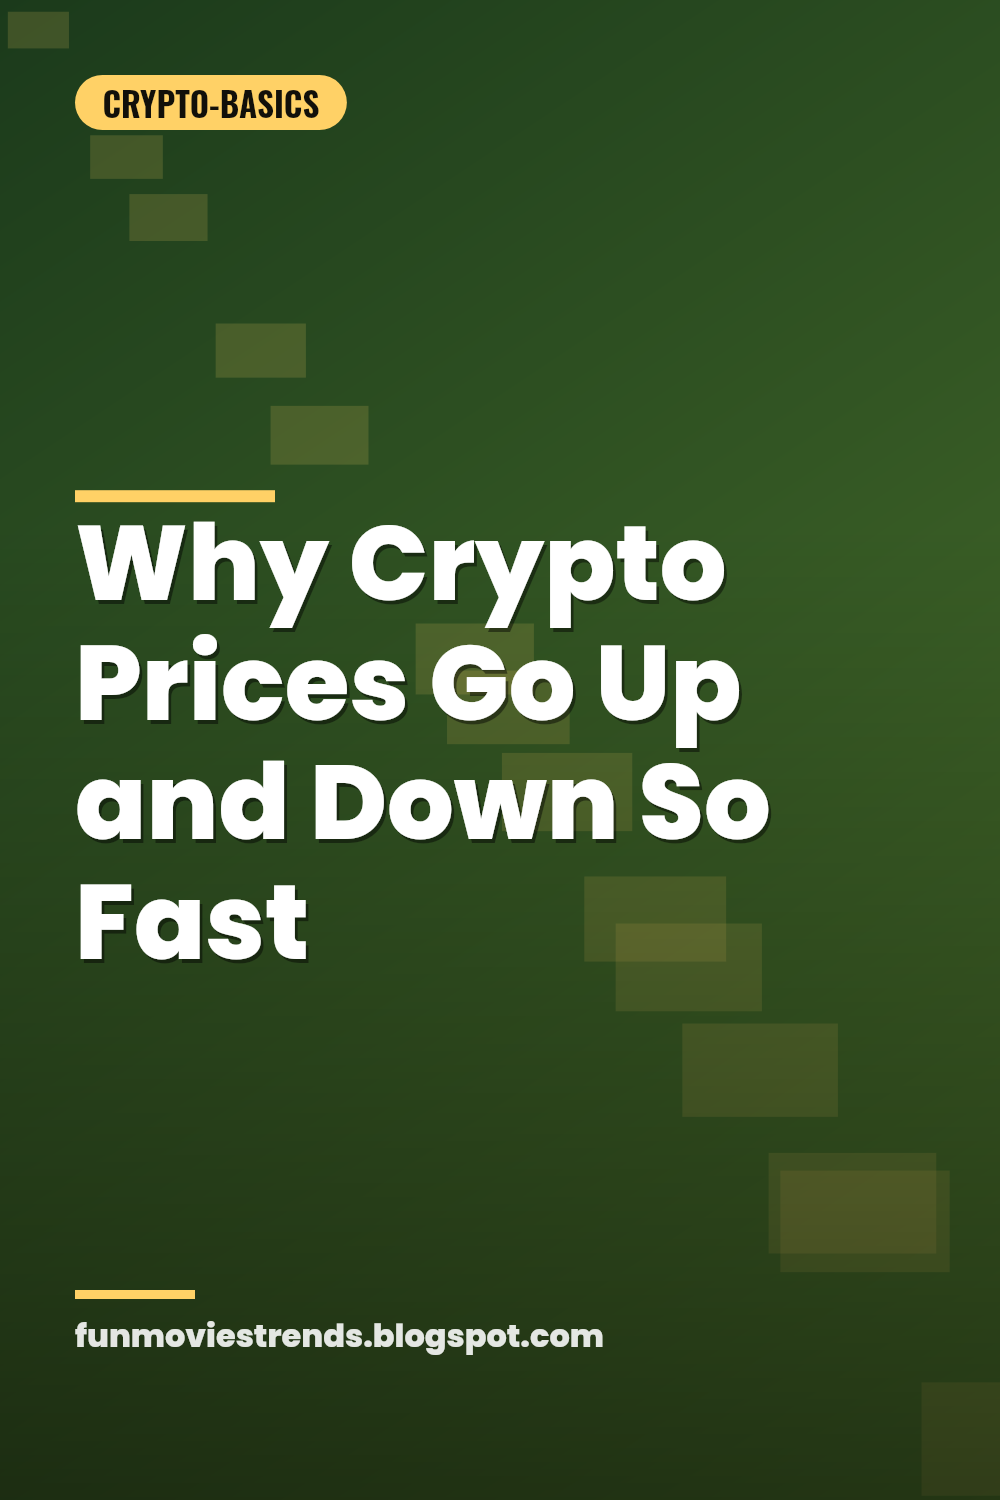 CRYPTO-BASICS
Why Crypto
Prices Go Up
and Down So
Fast
funmoviestrends.blogspot.com